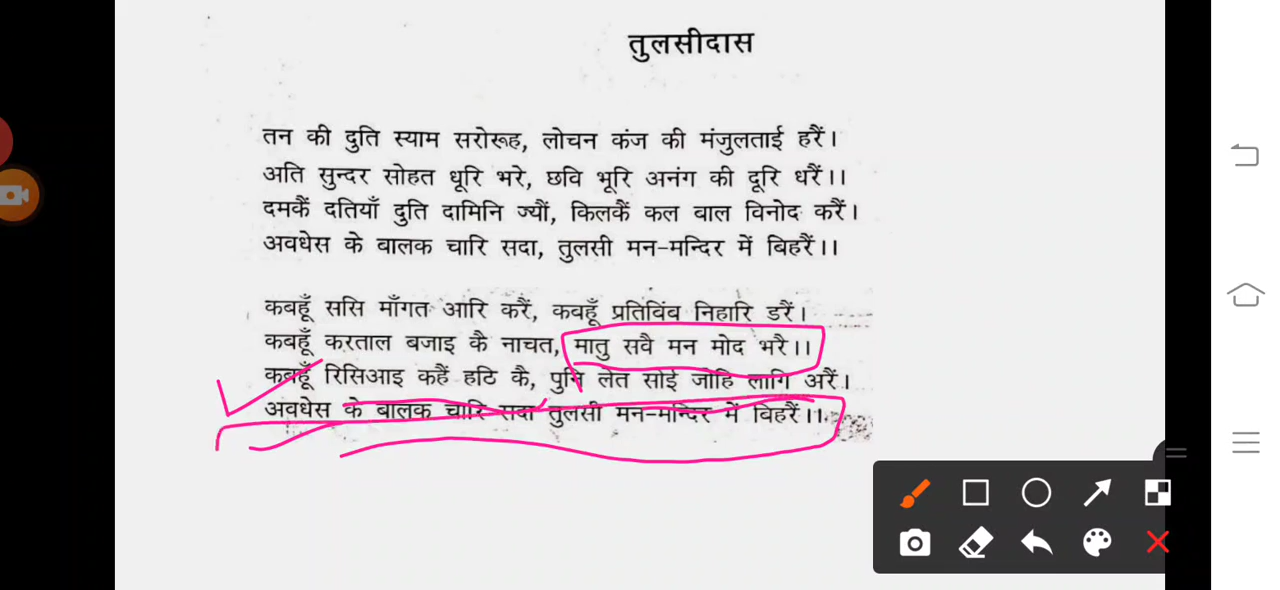 तुलसीदास
तन की दुति स्याम सरोरूह, लोचन कंज की मंजुलताई हरैं।
अति सुन्दर सोहत धूरि भरे, छवि भूरि अनंग की दूरि धरैं।।
दमकैं दतियाँ दुति दामिनि ज्यौं, किलकैं कल बाल विनोद करैं।
अवधेस के बालक चारि सदा, तुलसी मन-मन्दिर में बिहरैं।।
कबहूँ ससि माँगत आरि करैं, कवहूँ प्रतिविंव निहारि डरैं।
कबहूँ करताल बजाइ कै नाचत, मातु सवै मन मोद भरै।।
कबहूँ रिसिआइ कहैं हठि कै, पुनि लेत सोई जोहि लागि अरैं।
अवधेस के बालक चारि सदा तुलसी मन-मन्दिर में बिहरैं।।